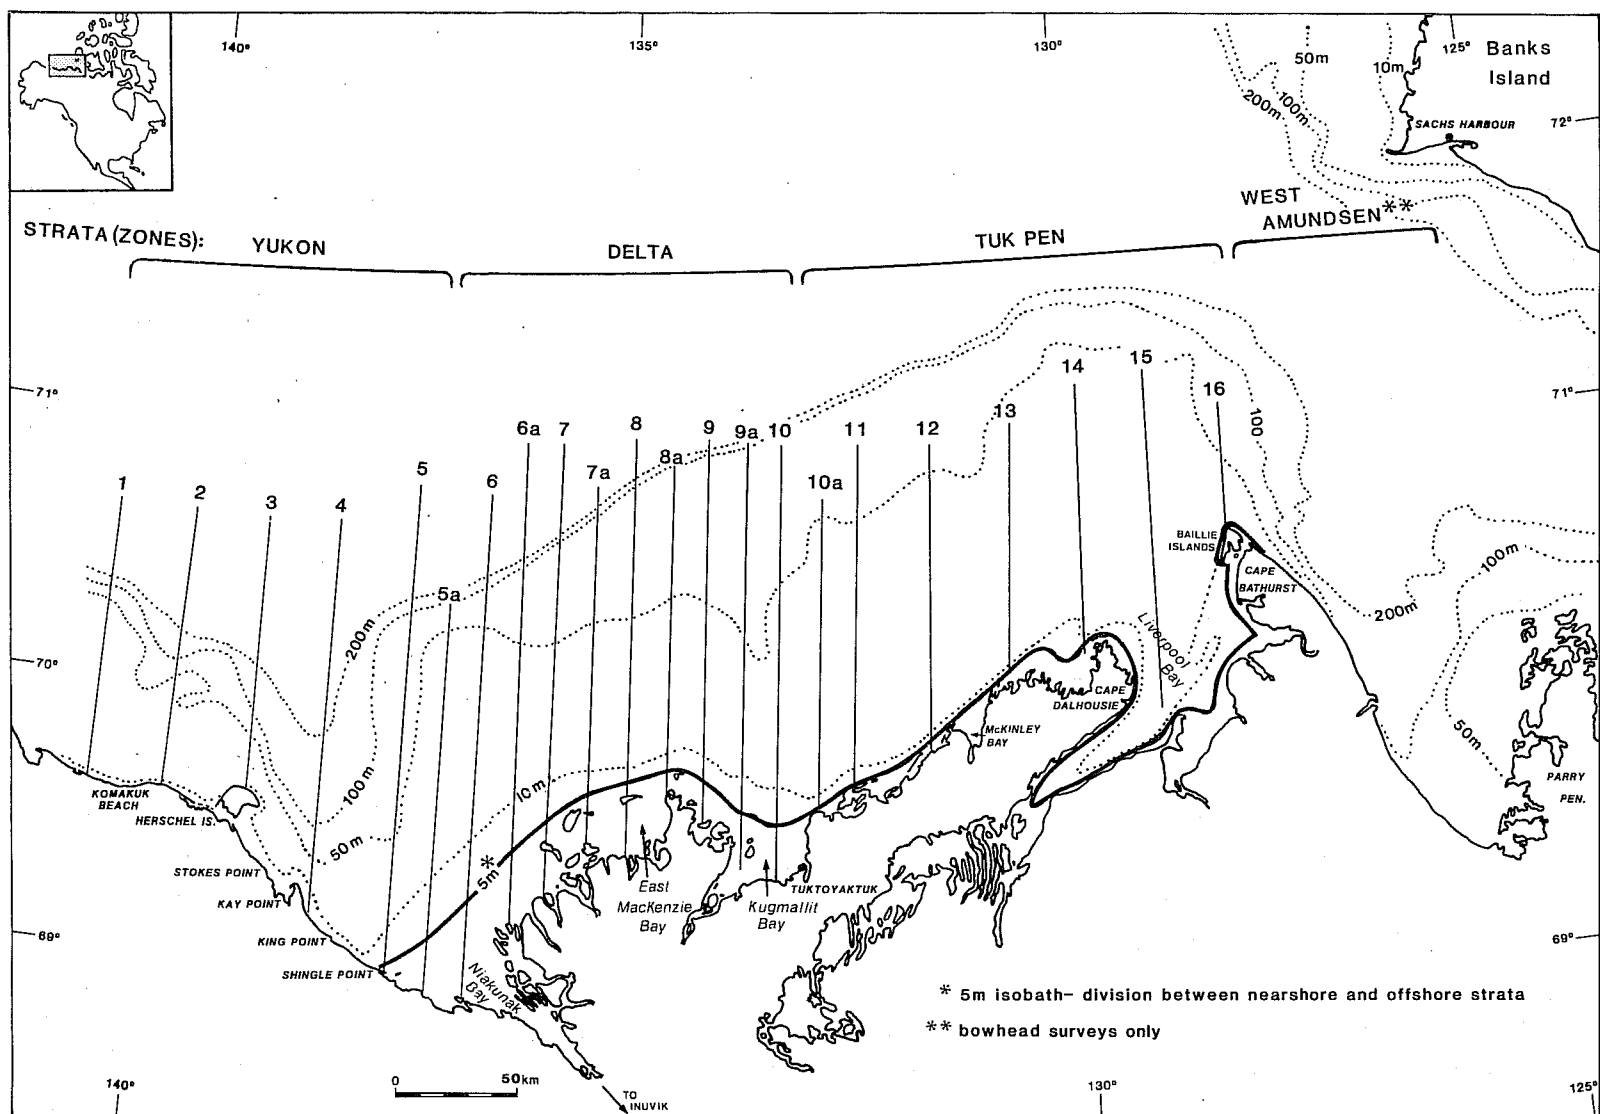 140°
135°
130°
125°
Banks
Island
50m
10m
100m
200m
SACHS HARBOUR
72°
WEST
AMUNDSEN**
STRATA (ZONES):
YUKON
DELTA
TUK PEN
71°
71°
1
2
3
4
5
5a
6
6a
7
7a
8
8a
9
9a
10
10a
11
12
13
14
15
16
100
BAILLIE
ISLANDS
CAPE
BATHURST
100m
200m
200m
70°
Liverpool
Bay
CAPE
DALHOUSIE
McKINLEY
BAY
50m
PARRY
PEN.
KOMAKUK
BEACH
HERSCHEL IS.
100m
50m
10m
STOKES POINT
KAY POINT
KING POINT
SHINGLE POINT
*
5m
East
MacKenzie
Bay
Kugmallit
Bay
TUKTOYAKTUK
Niakunak
Bay
69°
69°
* 5m isobath- division between nearshore and offshore strata
** bowhead surveys only
0 50km
TO
INUVIK
140°
130°
125°